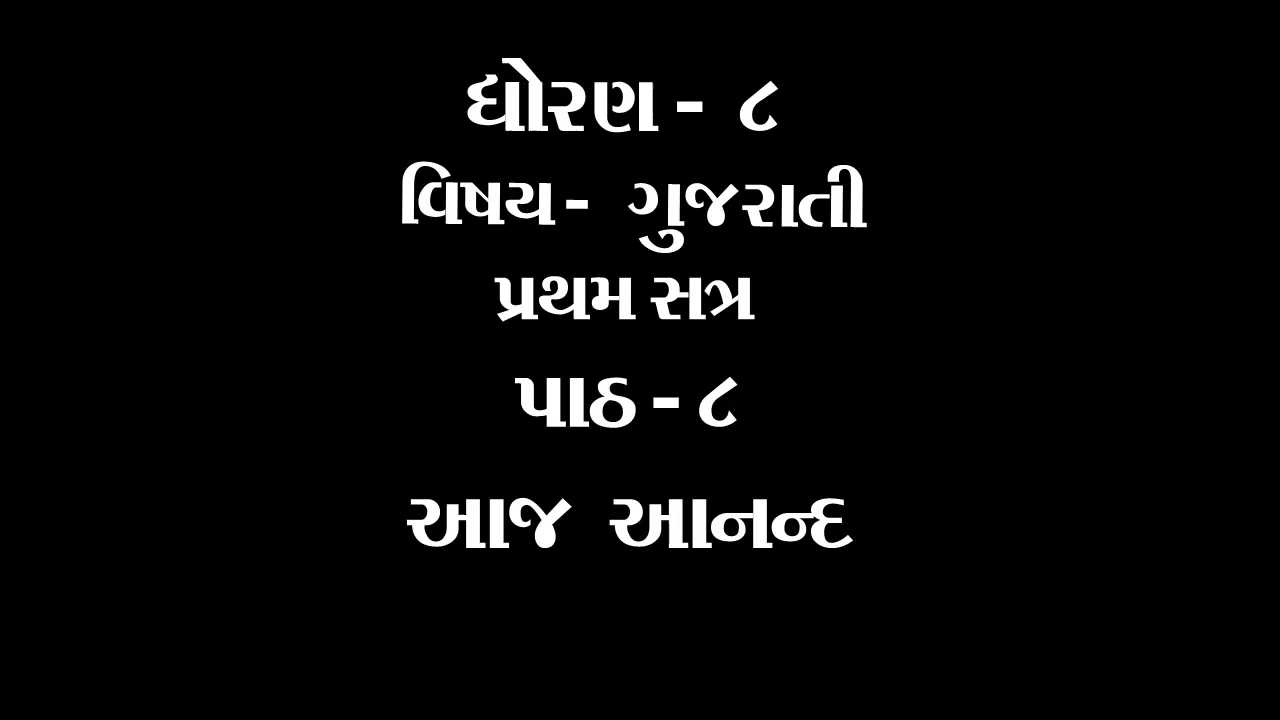 ધોરણ - ૮
વિષય - ગુજરાતી
પ્રથમ સત્ર
પાઠ - ૮
આજ આનન્દ